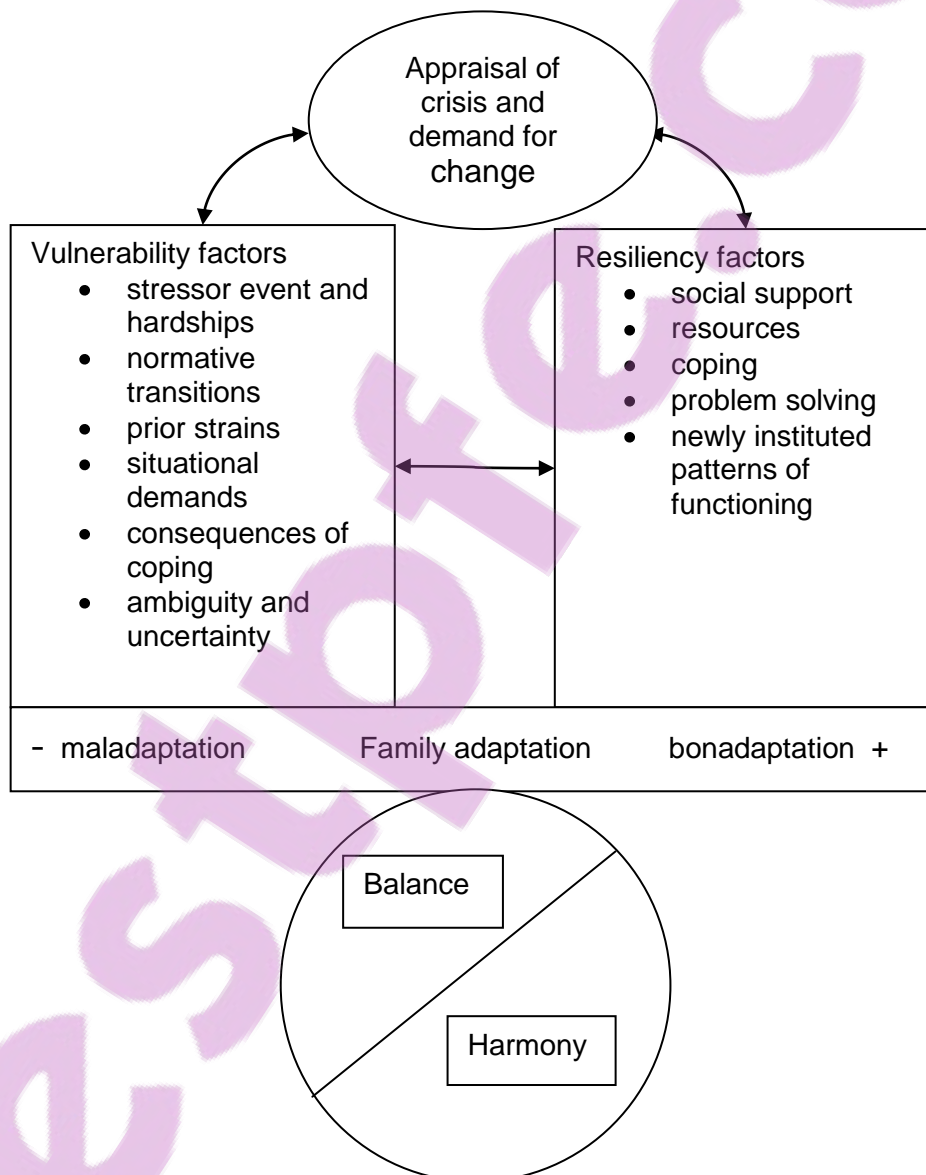 Appraisal of
crisis and
demand for
change
Vulnerability factors
• stressor event and
hardships
• normative
transitions
• prior strains
• situational
demands
• consequences of
coping
• ambiguity and
uncertainty
Resiliency factors
• social support
• resources
• coping
• problem solving
• newly instituted
patterns of
functioning
- maladaptation Family adaptation bonadaptation +
Balance
Harmony
estpfe.c